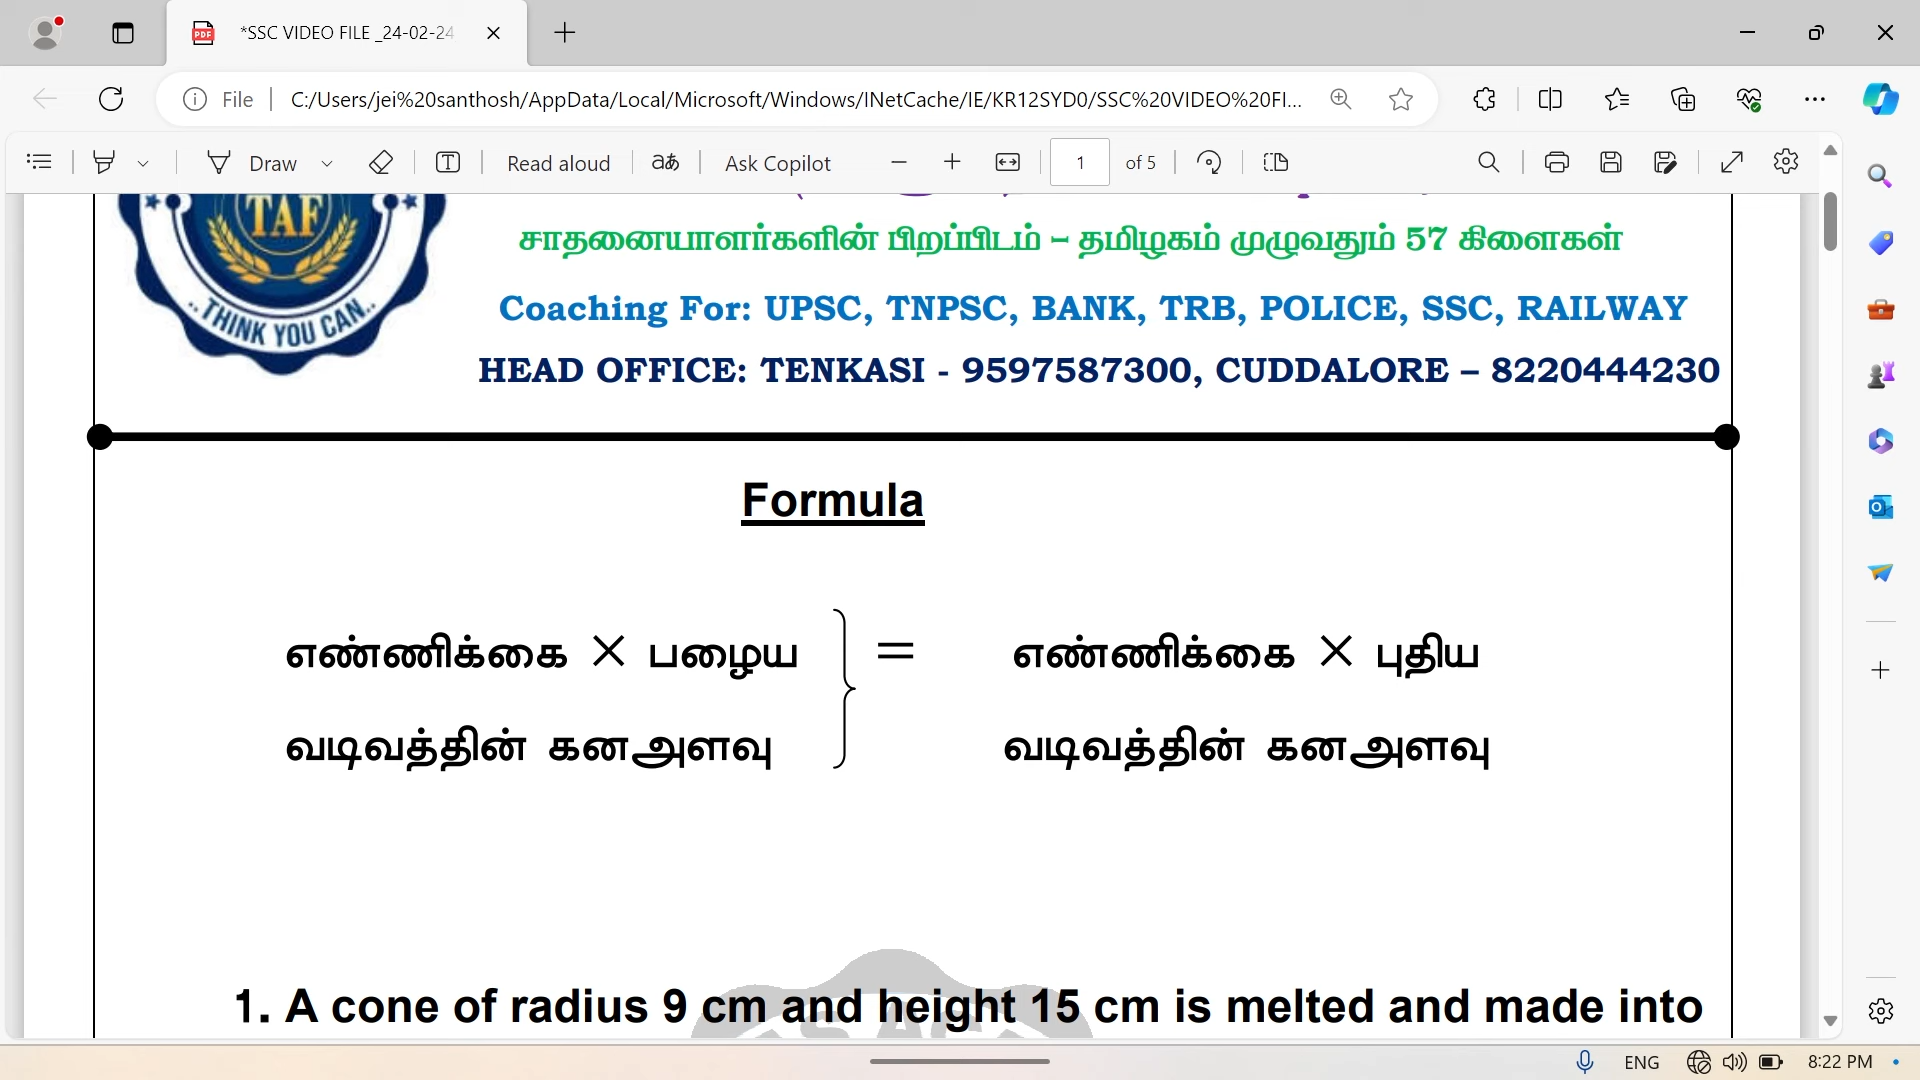 *SSC VIDEO FILE _24-02-24
File
C:/Users/jei%20santhosh/AppData/Local/Microsoft/Windows/INetCache/IE/KR12SYD0/SSC%20VIDEO%20FI...
Draw
Read aloud
aあ
Ask Copilot
1 of 5
TAF
..THINK YOU CAN..
சாதனையாளர்களின் பிறப்பிடம் – தமிழகம் முழுவதும் 57 கிளைகள்
Coaching For: UPSC, TNPSC, BANK, TRB, POLICE, SSC, RAILWAY
HEAD OFFICE: TENKASI - 9597587300, CUDDALORE – 8220444230
Formula
எண்ணிக்கை × பழைய } = எண்ணிக்கை × புதிய
வடிவத்தின் கனஅளவு வடிவத்தின் கனஅளவு
1. A cone of radius 9 cm and height 15 cm is melted and made into
ENG 8:22 PM